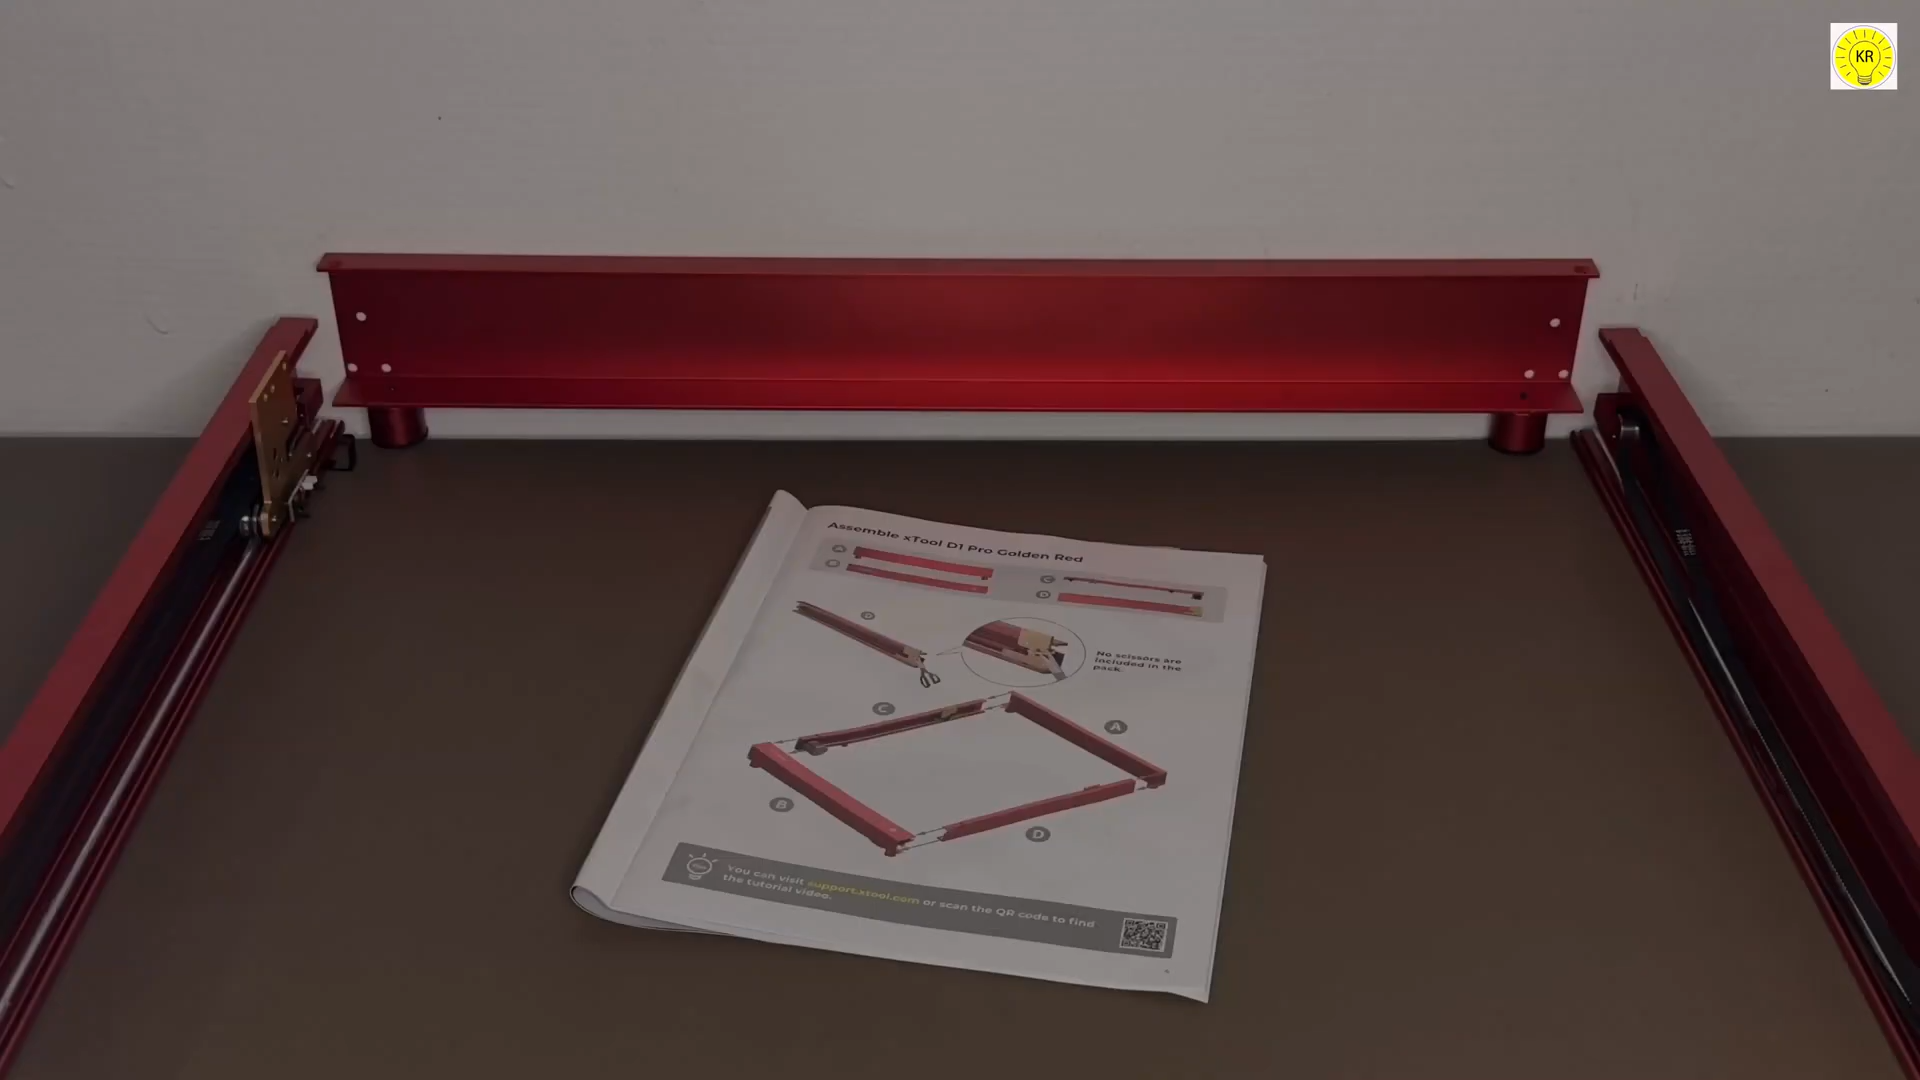 KR
Assemble xTool D1 Pro Golden Red
C
D
No scissors are
included in the
pack.
C
A
B
D
You can visit support.xtool.com or scan the QR code to find
the tutorial video.